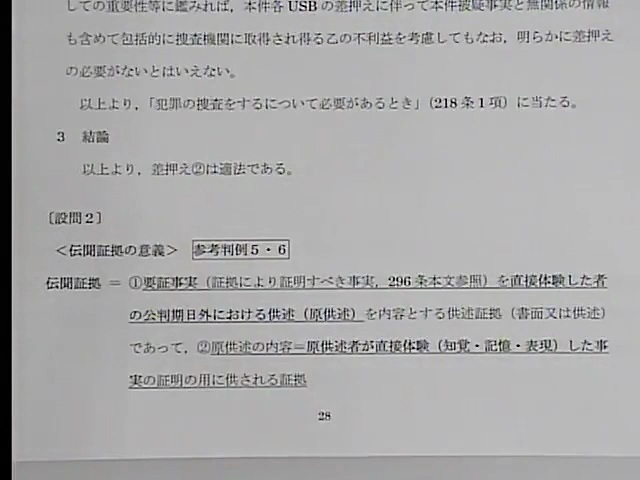 しての重要性等に鑑みれば，本件各USBの差押えに伴って本件被疑事実と無関係の情報
も含めて包括的に捜査機関に取得され得る乙の不利益を考慮してもなお，明らかに差押え
の必要がないとはいえない。
以上より，「犯罪の捜査をするについて必要があるとき」（218条1項）に当たる。
3 結論
以上より，差押え②は適法である。
〔設問2〕
＜伝聞証拠の意義＞ 参考判例5・6
伝聞証拠 ＝ ①要証事実（証拠により証明すべき事実，296条本文参照）を直接体験した者
の公判期日外における供述（原供述）を内容とする供述証拠（書面又は供述）
であって，②原供述の内容＝原供述者が直接体験（知覚・記憶・表現）した事
実の証明の用に供される証拠
28